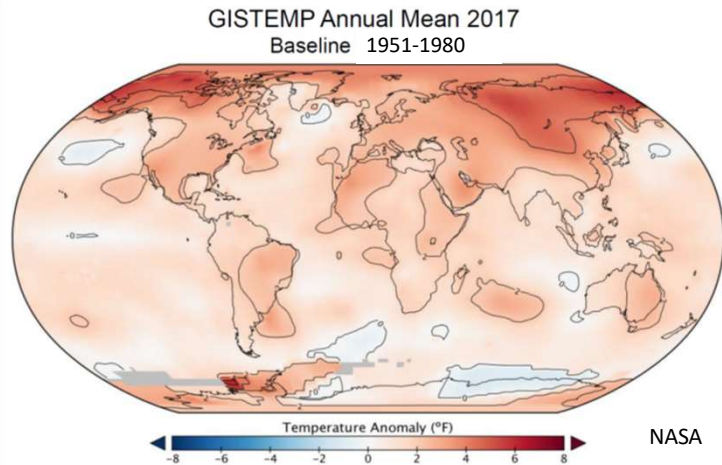 GISTEMP Annual Mean 2017
Baseline 1951-1980
Temperature Anomaly (ºF)
-8 -6 -4 -2 0 2 4 6 8
NASA